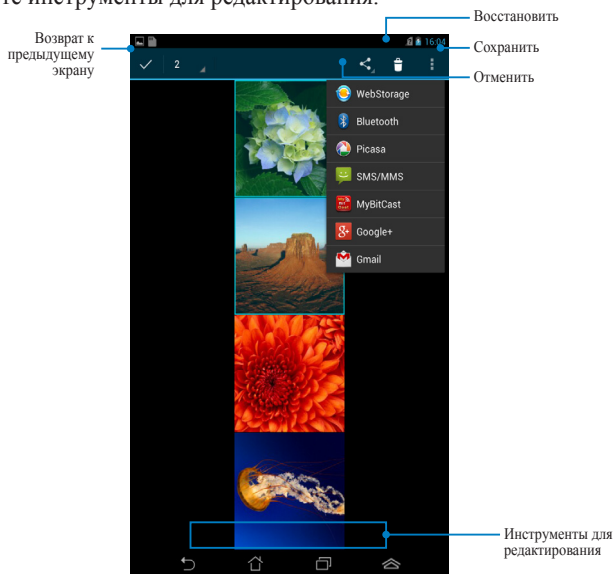 те инструменты для редактирования.
Восстановить
Возврат к
предыдущему
экрану
16:04
Сохранить
2
Отменить
WebStorage
Bluetooth
Picasa
SMS/MMS
MyBitCast
Google+
Gmail
Инструменты для
редактирования